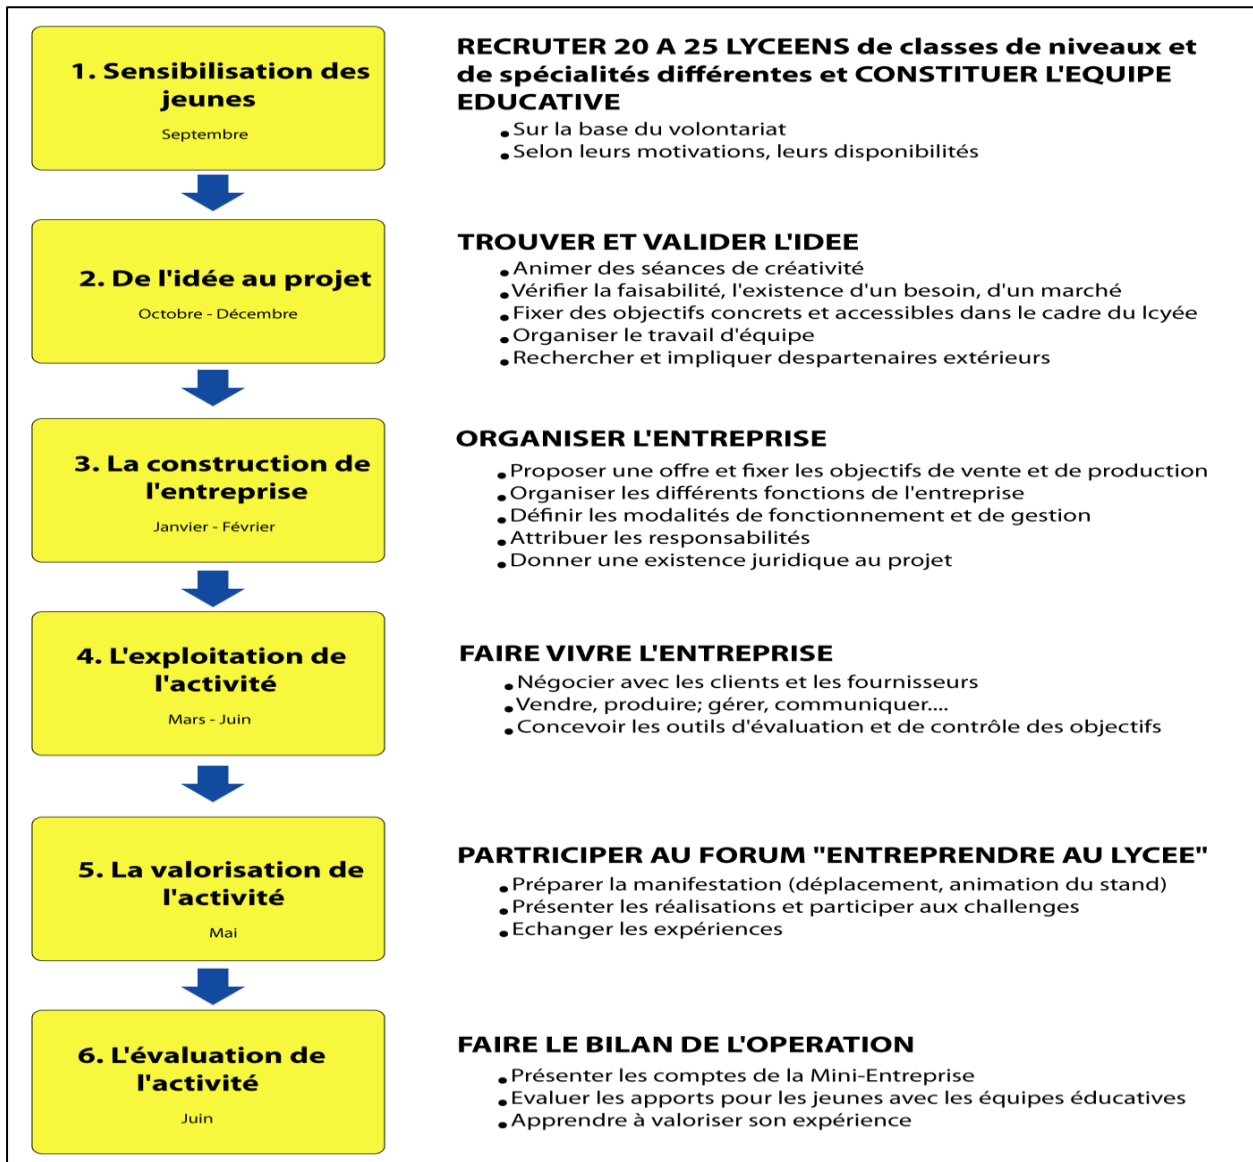 1. Sensibilisation des
jeunes
Septembre
RECRUTER 20 A 25 LYCEENS de classes de niveaux et
de spécialités différentes et CONSTITUER L'EQUIPE
EDUCATIVE
• Sur la base du volontariat
• Selon leurs motivations, leurs disponibilités
2. De l'idée au projet
Octobre - Décembre
TROUVER ET VALIDER L'IDEE
• Animer des séances de créativité
• Vérifier la faisabilité, l'existence d'un besoin, d'un marché
• Fixer des objectifs concrets et accessibles dans le cadre du lcyée
• Organiser le travail d'équipe
• Rechercher et impliquer despartenaires extérieurs
3. La construction de
l'entreprise
Janvier - Février
ORGANISER L'ENTREPRISE
• Proposer une offre et fixer les objectifs de vente et de production
• Organiser les différents fonctions de l'entreprise
• Définir les modalités de fonctionnement et de gestion
• Attribuer les responsabilités
• Donner une existence juridique au projet
4. L'exploitation de
l'activité
Mars - Juin
FAIRE VIVRE L'ENTREPRISE
• Négocier avec les clients et les fournisseurs
• Vendre, produire; gérer, communiquer....
• Concevoir les outils d'évaluation et de contrôle des objectifs
5. La valorisation de
l'activité
Mai
PARTRICIPER AU FORUM "ENTREPRENDRE AU LYCEE"
• Préparer la manifestation (déplacement, animation du stand)
• Présenter les réalisations et participer aux challenges
• Echanger les expériences
6. L'évaluation de
l'activité
Juin
FAIRE LE BILAN DE L'OPERATION
• Présenter les comptes de la Mini-Entreprise
• Evaluer les apports pour les jeunes avec les équipes éducatives
• Apprendre à valoriser son expérience